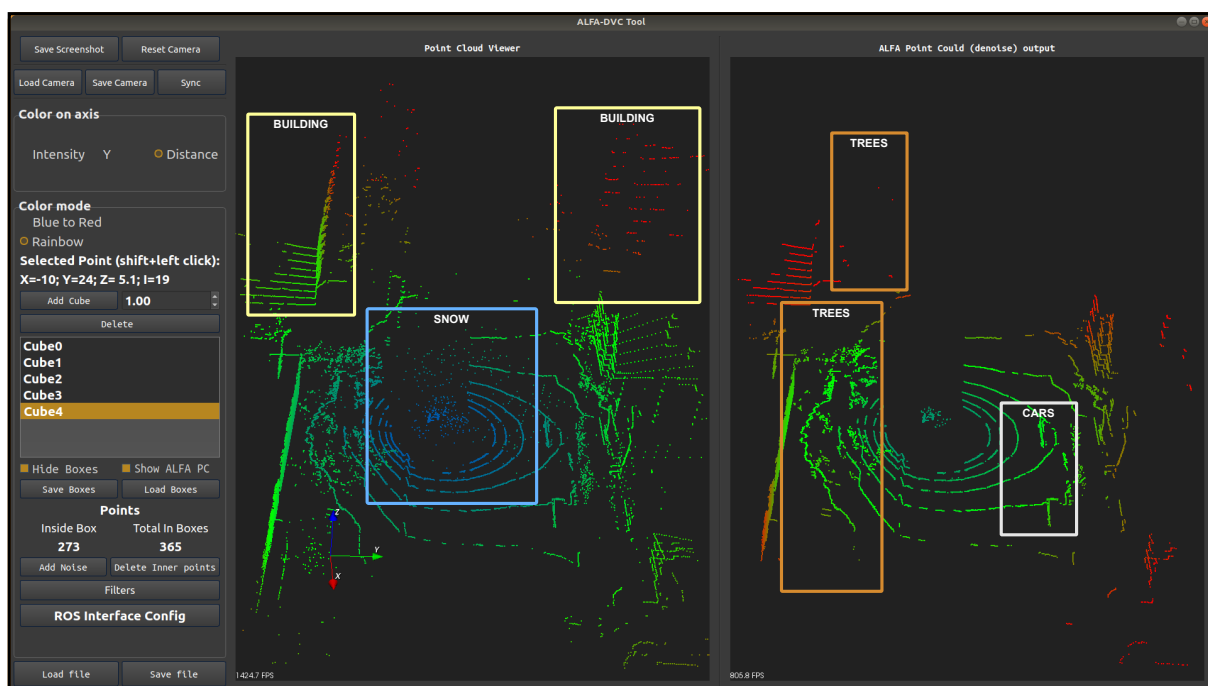 ALFA-DVC Tool
Save Screenshot
Reset Camera
Load Camera
Save Camera
Sync
Color on axis
Intensity
Y
Distance
Color mode
Blue to Red
Rainbow
Selected Point (shift+left click):
X=-10; Y=24; Z= 5.1; I=19
Add Cube
1.00
Delete
Cube0
Cube1
Cube2
Cube3
Cube4
Hide Boxes
Show ALFA PC
Save Boxes
Load Boxes
Points
Inside Box
Total In Boxes
273
365
Add Noise
Delete Inner points
Filters
ROS Interface Config
Load file
Save file
Point Cloud Viewer
BUILDING
BUILDING
SNOW
Z
Y
X
1424.7 FPS
ALFA Point Could (denoise) output
TREES
TREES
CARS
805.8 FPS